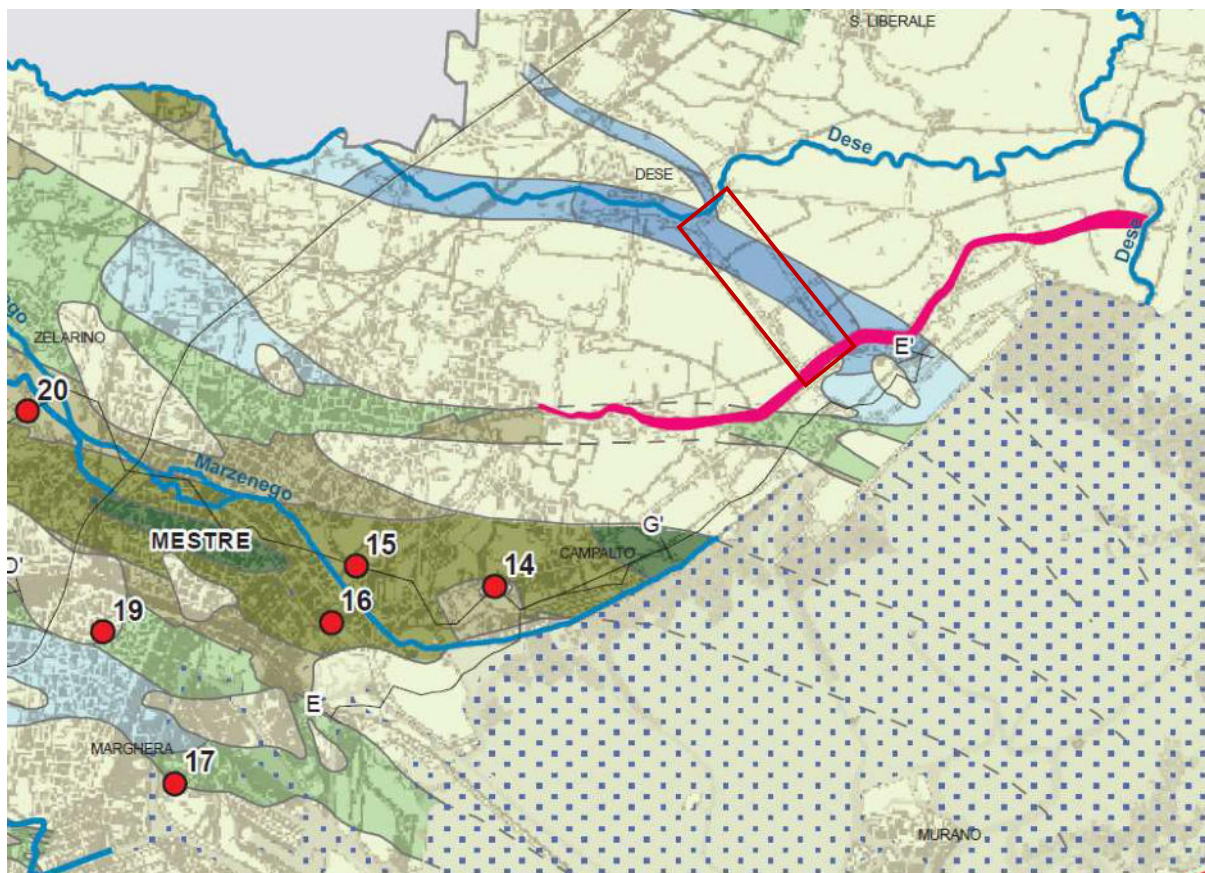 S. LIBERALE
Dese
DESE
Dese
ZELARINO
E'
20
Marzenego
MESTRE
15
G'
CAMPALTO
14
16
19
E
MARGHERA
17
MURANO